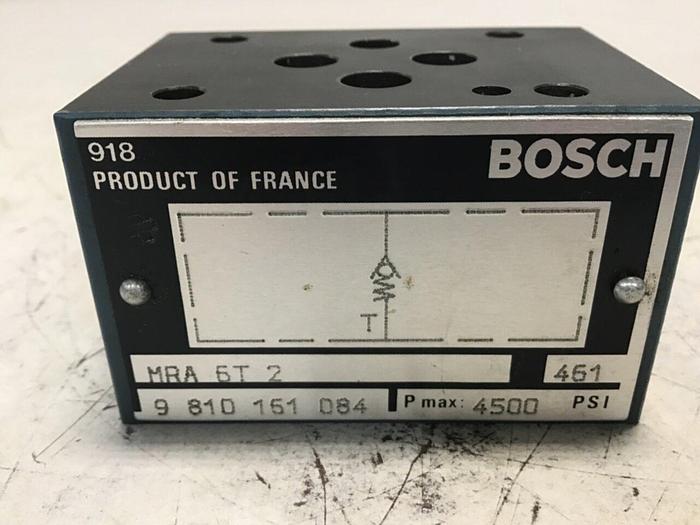 918
BOSCH
PRODUCT OF FRANCE
T
MRA 6T 2
461
9 810 161 084
P max: 4500 PSI